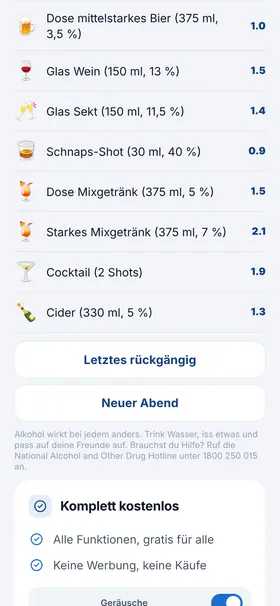 Dose mittelstarkes Bier (375 ml,
3,5 %)
1.0
Glas Wein (150 ml, 13 %)
1.5
Glas Sekt (150 ml, 11,5 %)
1.4
Schnaps-Shot (30 ml, 40 %)
0.9
Dose Mixgetränk (375 ml, 5 %)
1.5
Starkes Mixgetränk (375 ml, 7 %)
2.1
Cocktail (2 Shots)
1.9
Cider (330 ml, 5 %)
1.3
Letztes rückgängig
Neuer Abend
Alkohol wirkt bei jedem anders. Trink Wasser, iss etwas und
pass auf deine Freunde auf. Brauchst du Hilfe? Ruf die
National Alcohol and Other Drug Hotline unter 1800 250 015
an.
Komplett kostenlos
Alle Funktionen, gratis für alle
Keine Werbung, keine Käufe
Geräusche